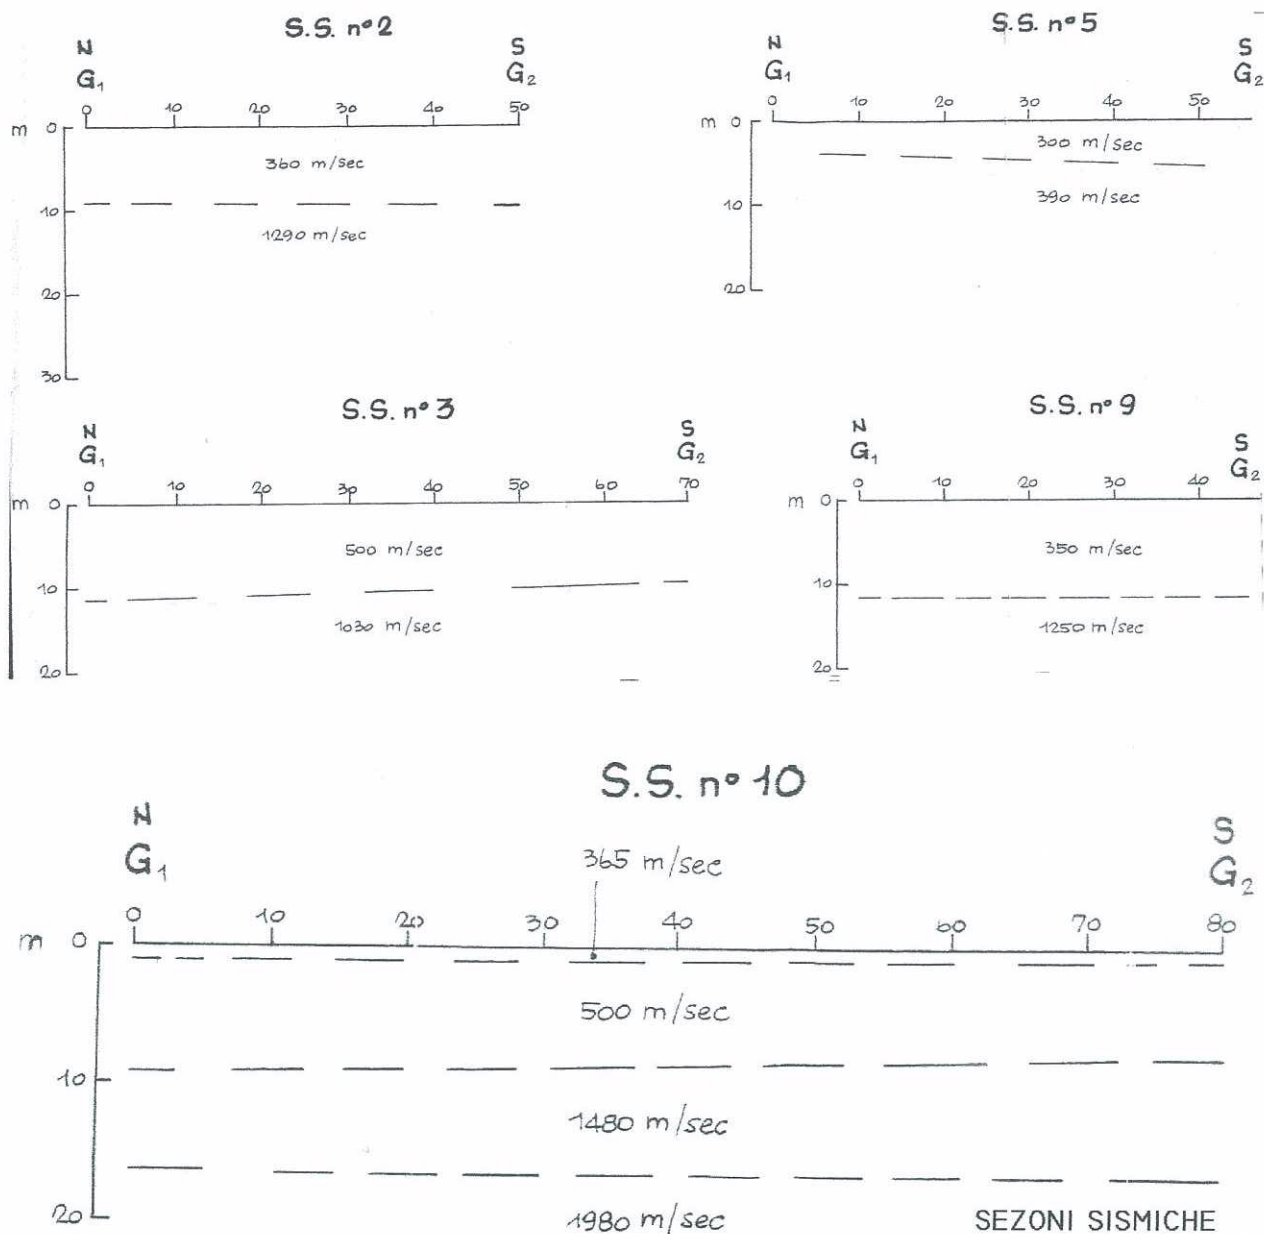 S.S. n° 2
N
S
G₁
G₂
0 10 20 30 40 50
m 0
360 m/sec
10
1290 m/sec
20
30
S.S. n° 5
N
S
G₁
G₂
0 10 20 30 40 50
m 0
300 m/sec
390 m/sec
10
20
S.S. n° 3
N
S
G₁
G₂
0 10 20 30 40 50 60 70
m 0
500 m/sec
10
1030 m/sec
20
S.S. n° 9
N
S
G₁
G₂
0 10 20 30 40
m 0
350 m/sec
10
1250 m/sec
20
S.S. n° 10
N
S
G₁
G₂
365 m/sec
0 10 20 30 40 50 60 70 80
m 0
500 m/sec
10
1480 m/sec
20
1980 m/sec
SEZONI SISMICHE